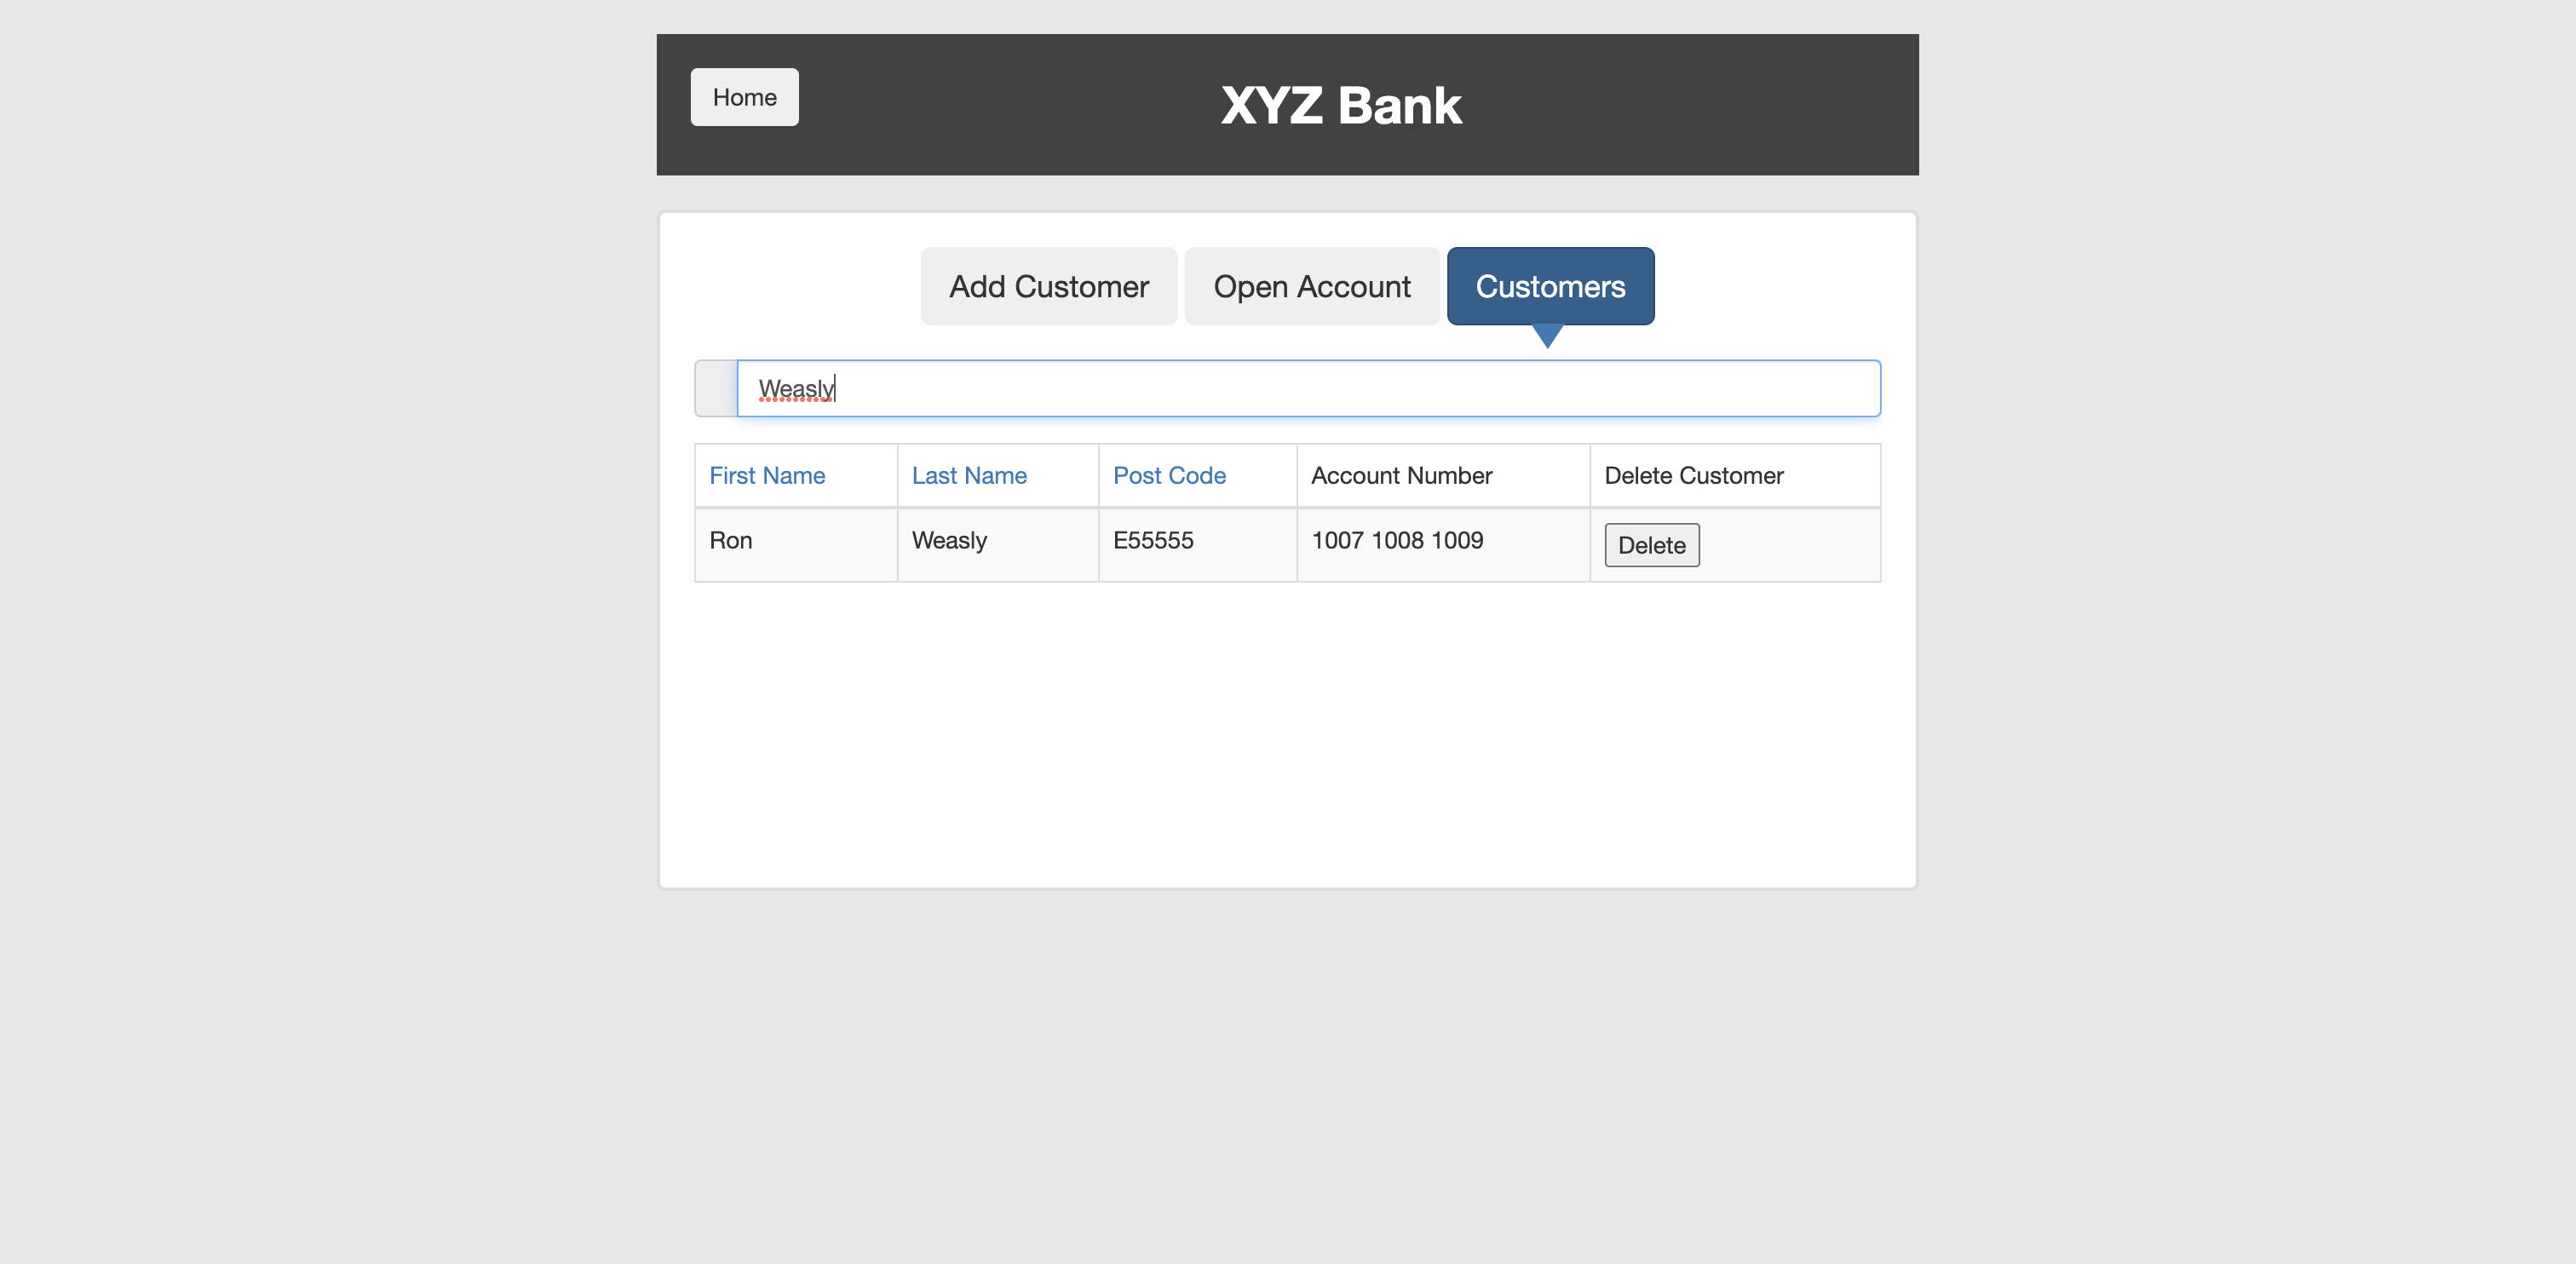 Home
XYZ Bank
Add Customer Open Account Customers
Weasly
First Name Last Name Post Code Account Number Delete Customer
Ron Weasly E55555 1007 1008 1009 Delete